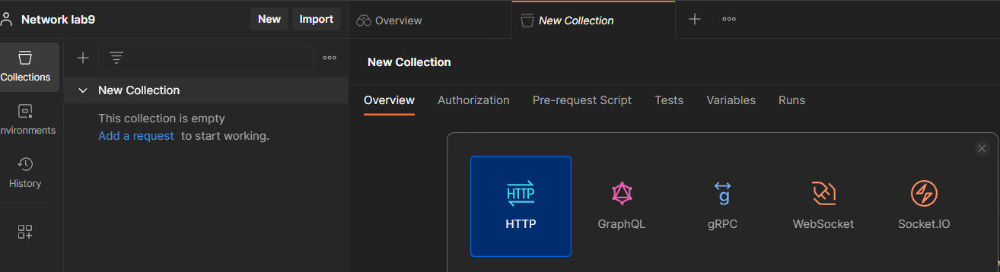 Network lab9
New
Import
Overview
New Collection
Collections
New Collection
New Collection
This collection is empty
Add a request to start working.
nvironments
History
Overview
Authorization
Pre-request Script
Tests
Variables
Runs
HTTP
HTTP
GraphQL
g
gRPC
WebSocket
Socket.IO